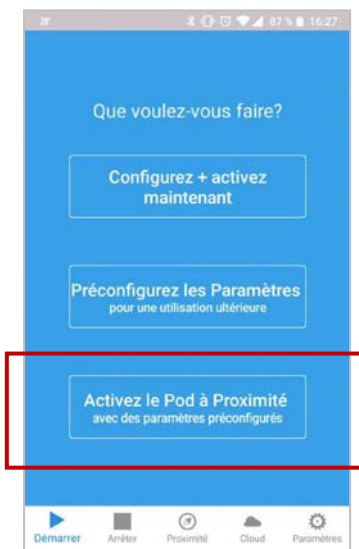 87 % 16:27
Que voulez-vous faire?
Configurez + activez
maintenant
Préconfigurez les Paramètres
pour une utilisation ultérieure
Activez le Pod à Proximité
avec des paramètres préconfigurés
Démarrer Arrêter Proximité Cloud Paramètres